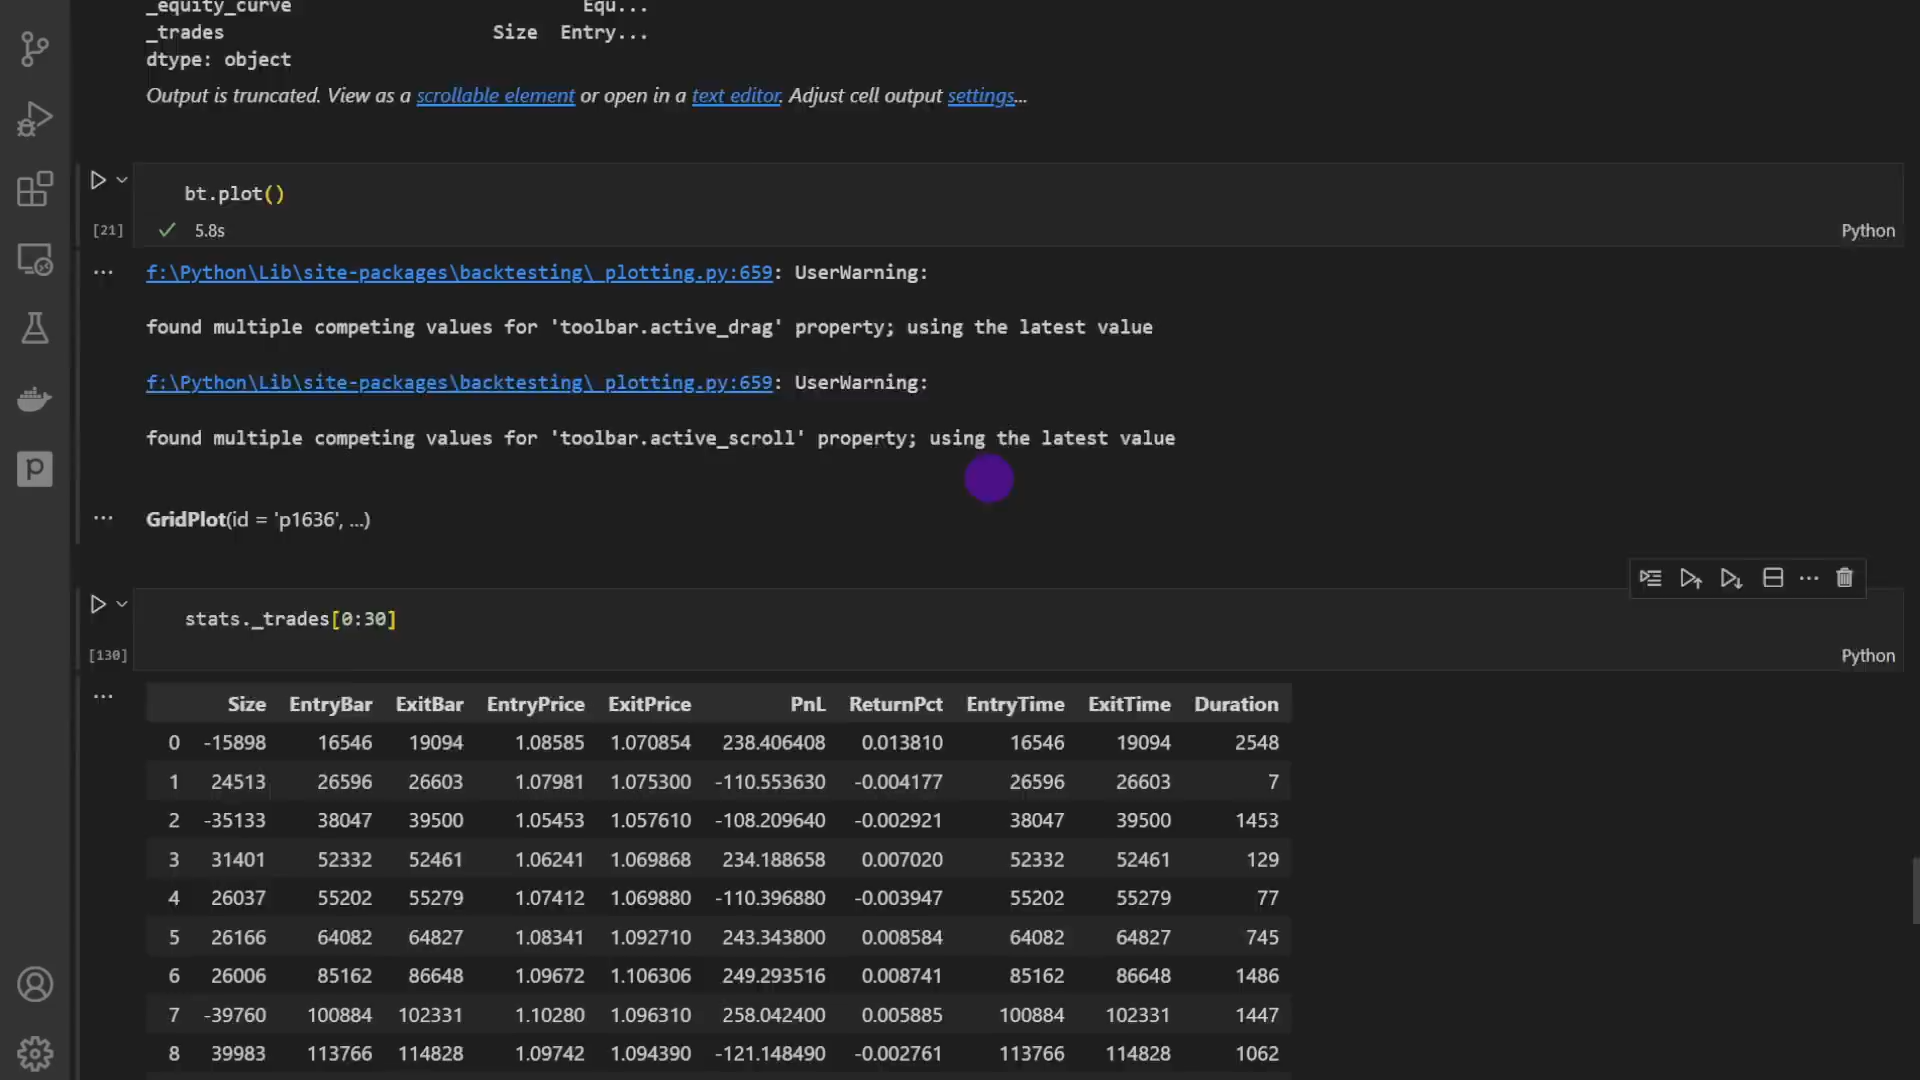 _equity_curve Equ...
_trades Size Entry...
dtype: object
Output is truncated. View as a scrollable element or open in a text editor. Adjust cell output settings...
bt.plot()
[21] 5.8s Python
f:\Python\Lib\site-packages\backtesting\_plotting.py:659: UserWarning:
found multiple competing values for 'toolbar.active_drag' property; using the latest value
f:\Python\Lib\site-packages\backtesting\_plotting.py:659: UserWarning:
found multiple competing values for 'toolbar.active_scroll' property; using the latest value
GridPlot(id = 'p1636', ...)
stats._trades[0:30]
[130] Python
Size EntryBar ExitBar EntryPrice ExitPrice PnL ReturnPct EntryTime ExitTime Duration
0 -15898 16546 19094 1.08585 1.070854 238.406408 0.013810 16546 19094 2548
1 24513 26596 26603 1.07981 1.075300 -110.553630 -0.004177 26596 26603 7
2 -35133 38047 39500 1.05453 1.057610 -108.209640 -0.002921 38047 39500 1453
3 31401 52332 52461 1.06241 1.069868 234.188658 0.007020 52332 52461 129
4 26037 55202 55279 1.07412 1.069880 -110.396880 -0.003947 55202 55279 77
5 26166 64082 64827 1.08341 1.092710 243.343800 0.008584 64082 64827 745
6 26006 85162 86648 1.09672 1.106306 249.293516 0.008741 85162 86648 1486
7 -39760 100884 102331 1.10280 1.096310 258.042400 0.005885 100884 102331 1447
8 39983 113766 114828 1.09742 1.094390 -121.148490 -0.002761 113766 114828 1062